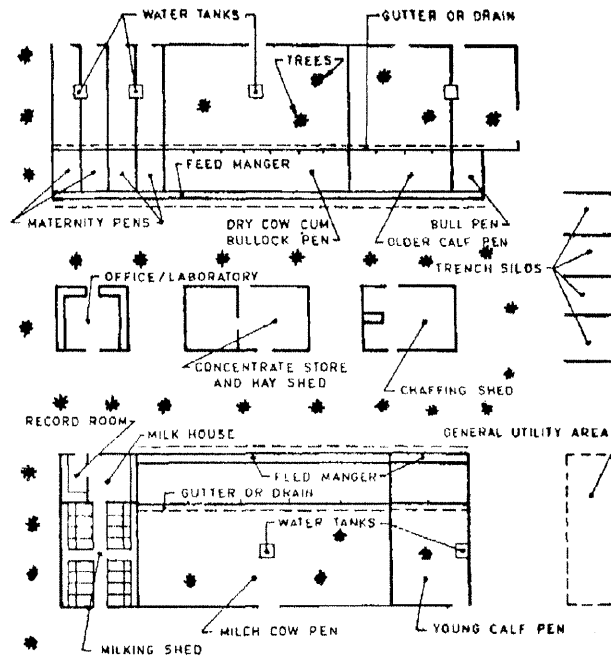 WATER TANKS
GUTTER OR DRAIN
TREES
FEED MANGER
MATERNITY PENS
DRY COW CUM
BULLOCK PEN
BULL PEN
OLDER CALF PEN
TRENCH SILOS
OFFICE/LABORATORY
CONCENTRATE STORE
AND HAY SHED
CHAFFING SHED
RECORD ROOM
MILK HOUSE
GENERAL UTILITY AREA
FEED MANGER
GUTTER OR DRAIN
WATER TANKS
MILCH COW PEN
YOUNG CALF PEN
MILKING SHED